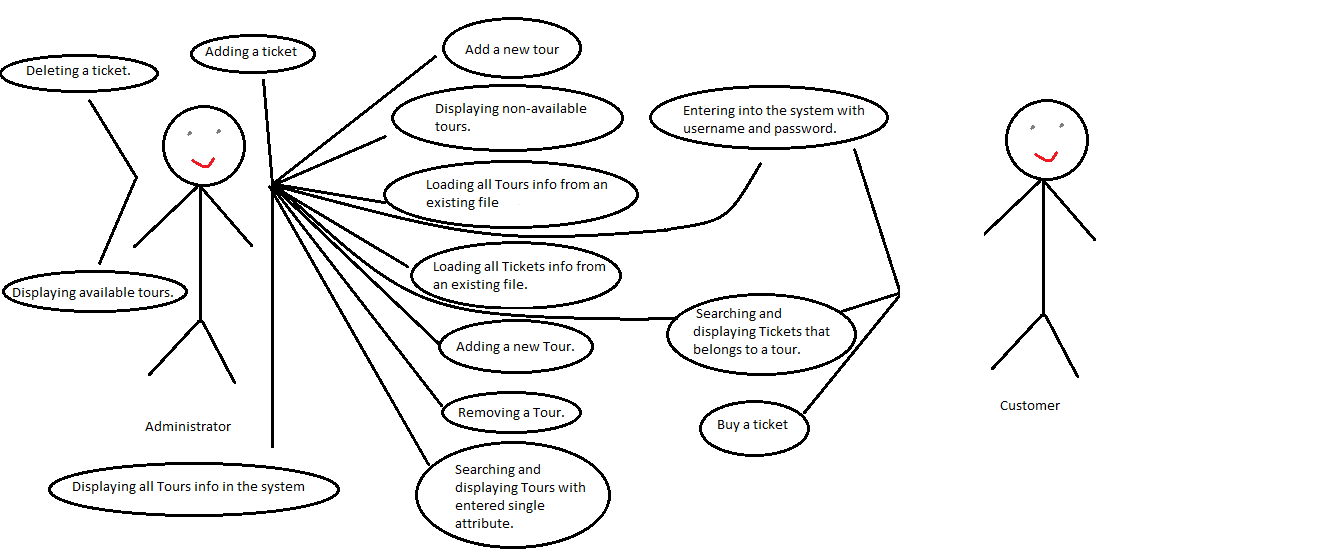 Deleting a ticket.
Adding a ticket
Add a new tour
Displaying non-available
tours.
Entering into the system with
username and password.
Loading all Tours info from an
existing file
Loading all Tickets info from
an existing file.
Displaying available tours.
Searching and
displaying Tickets that
belongs to a tour.
Adding a new Tour.
Removing a Tour.
Buy a ticket
Administrator
Customer
Displaying all Tours info in the system
Searching and
displaying Tours with
entered single
attribute.